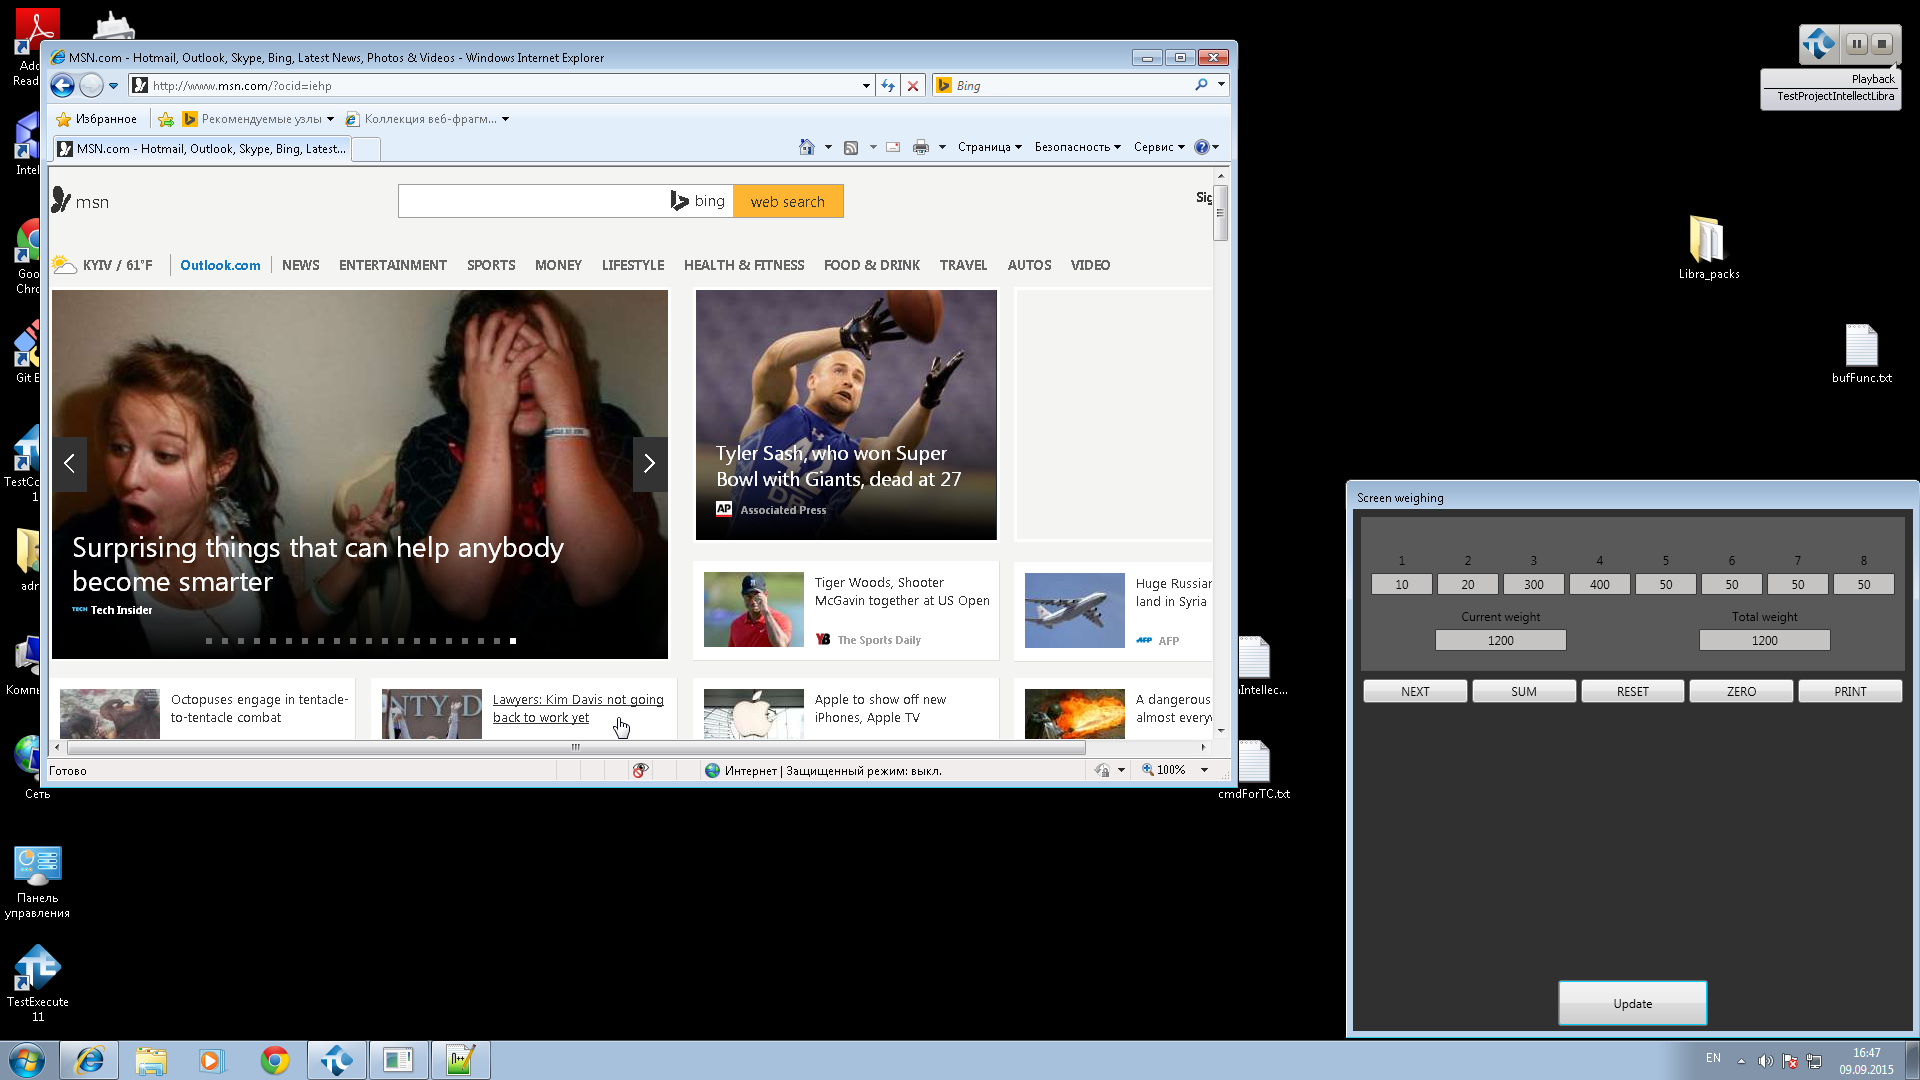 MSN.com - Hotmail, Outlook, Skype, Bing, Latest News, Photos & Videos - Windows Internet Explorer
http://www.msn.com/?ocid=iehp
Bing
Избранное
Рекомендуемые узлы
Коллекция веб-фрагм...
MSN.com - Hotmail, Outlook, Skype, Bing, Latest...
Страница
Безопасность
Сервис
msn
bing
web search
Sig
KYIV / 61°F
Outlook.com
NEWS
ENTERTAINMENT
SPORTS
MONEY
LIFESTYLE
HEALTH & FITNESS
FOOD & DRINK
TRAVEL
AUTOS
VIDEO
Surprising things that can help anybody
become smarter
TECH Tech Insider
Tyler Sash, who won Super
Bowl with Giants, dead at 27
AP Associated Press
Tiger Woods, Shooter
McGavin together at US Open
The Sports Daily
Huge Russian
land in Syria
AFP AFP
Octopuses engage in tentacle-
to-tentacle combat
NTY D
Lawyers: Kim Davis not going
back to work yet
Apple to show off new
iPhones, Apple TV
A dangerous
almost every
Готово
Интернет | Защищенный режим: выкл.
100%
Playback
TestProjectIntellectLibra
Libra_packs
bufFunc.txt
Intellec...
cmdForTC.txt
Screen weighing
1 2 3 4 5 6 7 8
10 20 300 400 50 50 50 50
Current weight
Total weight
1200
1200
NEXT
SUM
RESET
ZERO
PRINT
Update
Ado
Read
Intel
Goo
Chro
Git E
TestCo
1
adr
Компь
Сеть
Панель
управления
TestExecute
11
EN
16:47
09.09.2015